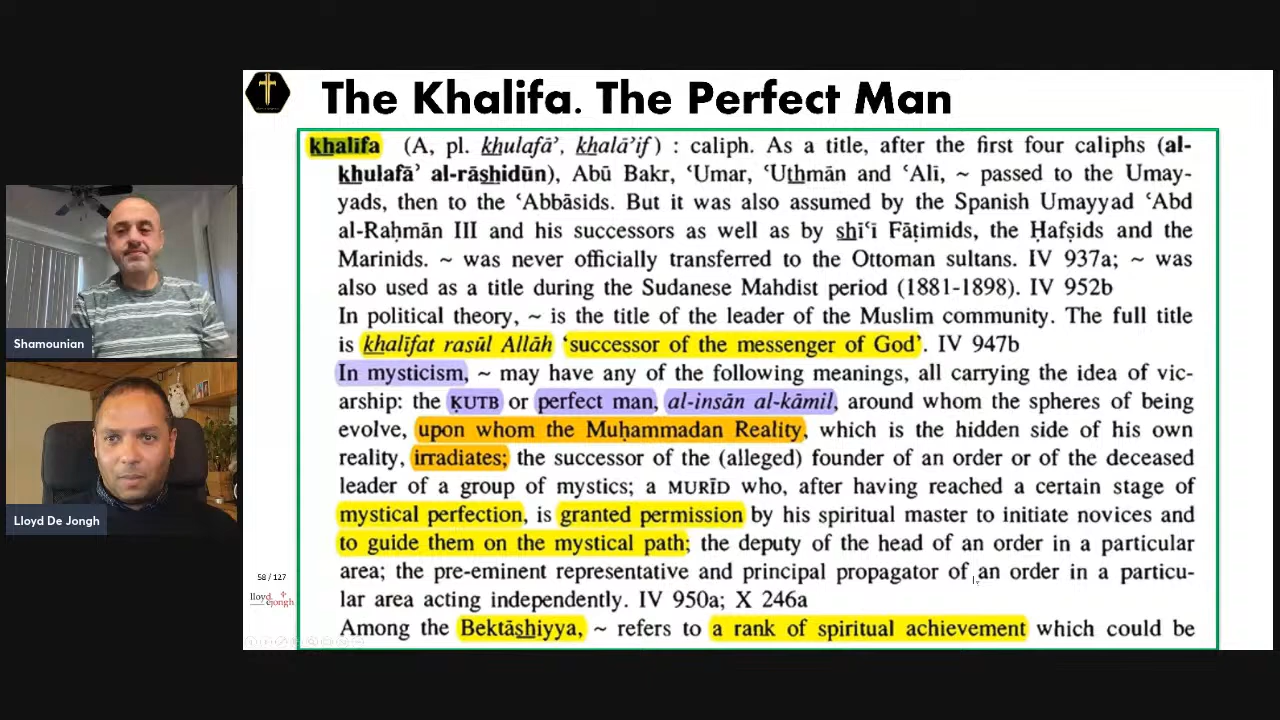 The Khalifa. The Perfect Man
khalīfa (A, pl. khulafāʾ, khalāʾif) : caliph. As a title, after the first four caliphs (al-
khulafāʾ al-rāshidūn), Abū Bakr, ʿUmar, ʿUthmān and ʿAlī, ~ passed to the Umay-
yads, then to the ʿAbbāsids. But it was also assumed by the Spanish Umayyad ʿAbd
al-Raḥmān III and his successors as well as by shīʿī Fāṭimids, the Ḥafṣids and the
Marinids. ~ was never officially transferred to the Ottoman sultans. IV 937a; ~ was
also used as a title during the Sudanese Mahdist period (1881-1898). IV 952b
In political theory, ~ is the title of the leader of the Muslim community. The full title
is khalīfat rasūl Allāh ‘successor of the messenger of God’. IV 947b
In mysticism, ~ may have any of the following meanings, all carrying the idea of vic-
arship: the ḲUṬB or perfect man, al-insān al-kāmil, around whom the spheres of being
evolve, upon whom the Muḥammadan Reality, which is the hidden side of his own
reality, irradiates; the successor of the (alleged) founder of an order or of the deceased
leader of a group of mystics; a MURĪD who, after having reached a certain stage of
mystical perfection, is granted permission by his spiritual master to initiate novices and
to guide them on the mystical path; the deputy of the head of an order in a particular
area; the pre-eminent representative and principal propagator of an order in a particu-
lar area acting independently. IV 950a; X 246a
Among the Bektāshiyya, ~ refers to a rank of spiritual achievement which could be
Shamounian
Lloyd De Jongh
58 / 127
lloyd
dejongh